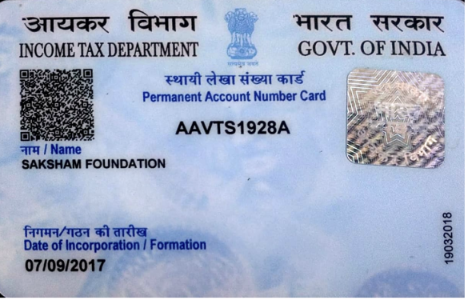 आयकर विभाग
INCOME TAX DEPARTMENT
भारत सरकार
GOVT. OF INDIA
स्थायी लेखा संख्या कार्ड
Permanent Account Number Card
AAVTS1928A
नाम / Name
SAKSHAM FOUNDATION
निगमन/गठन की तारीख
Date of Incorporation / Formation
07/09/2017
19032018